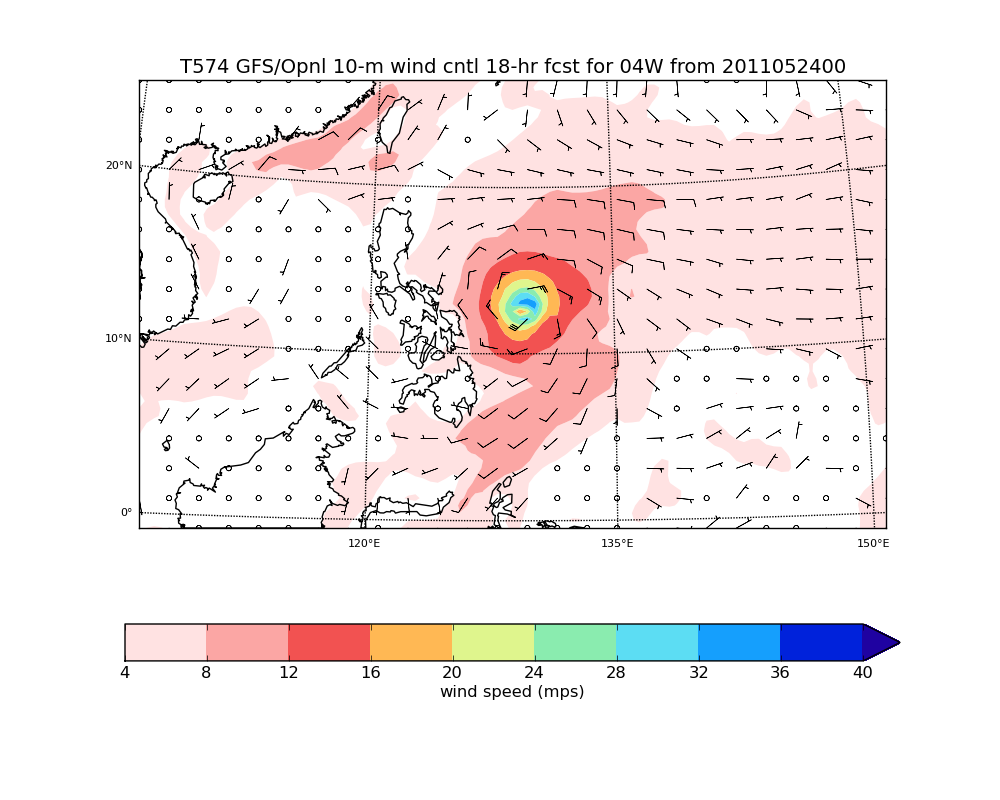 T574 GFS/Opnl 10-m wind cntl 18-hr fcst for 04W from 2011052400
20°N
10°N
0°
120°E 135°E 150°E
4 8 12 16 20 24 28 32 36 40
wind speed (mps)